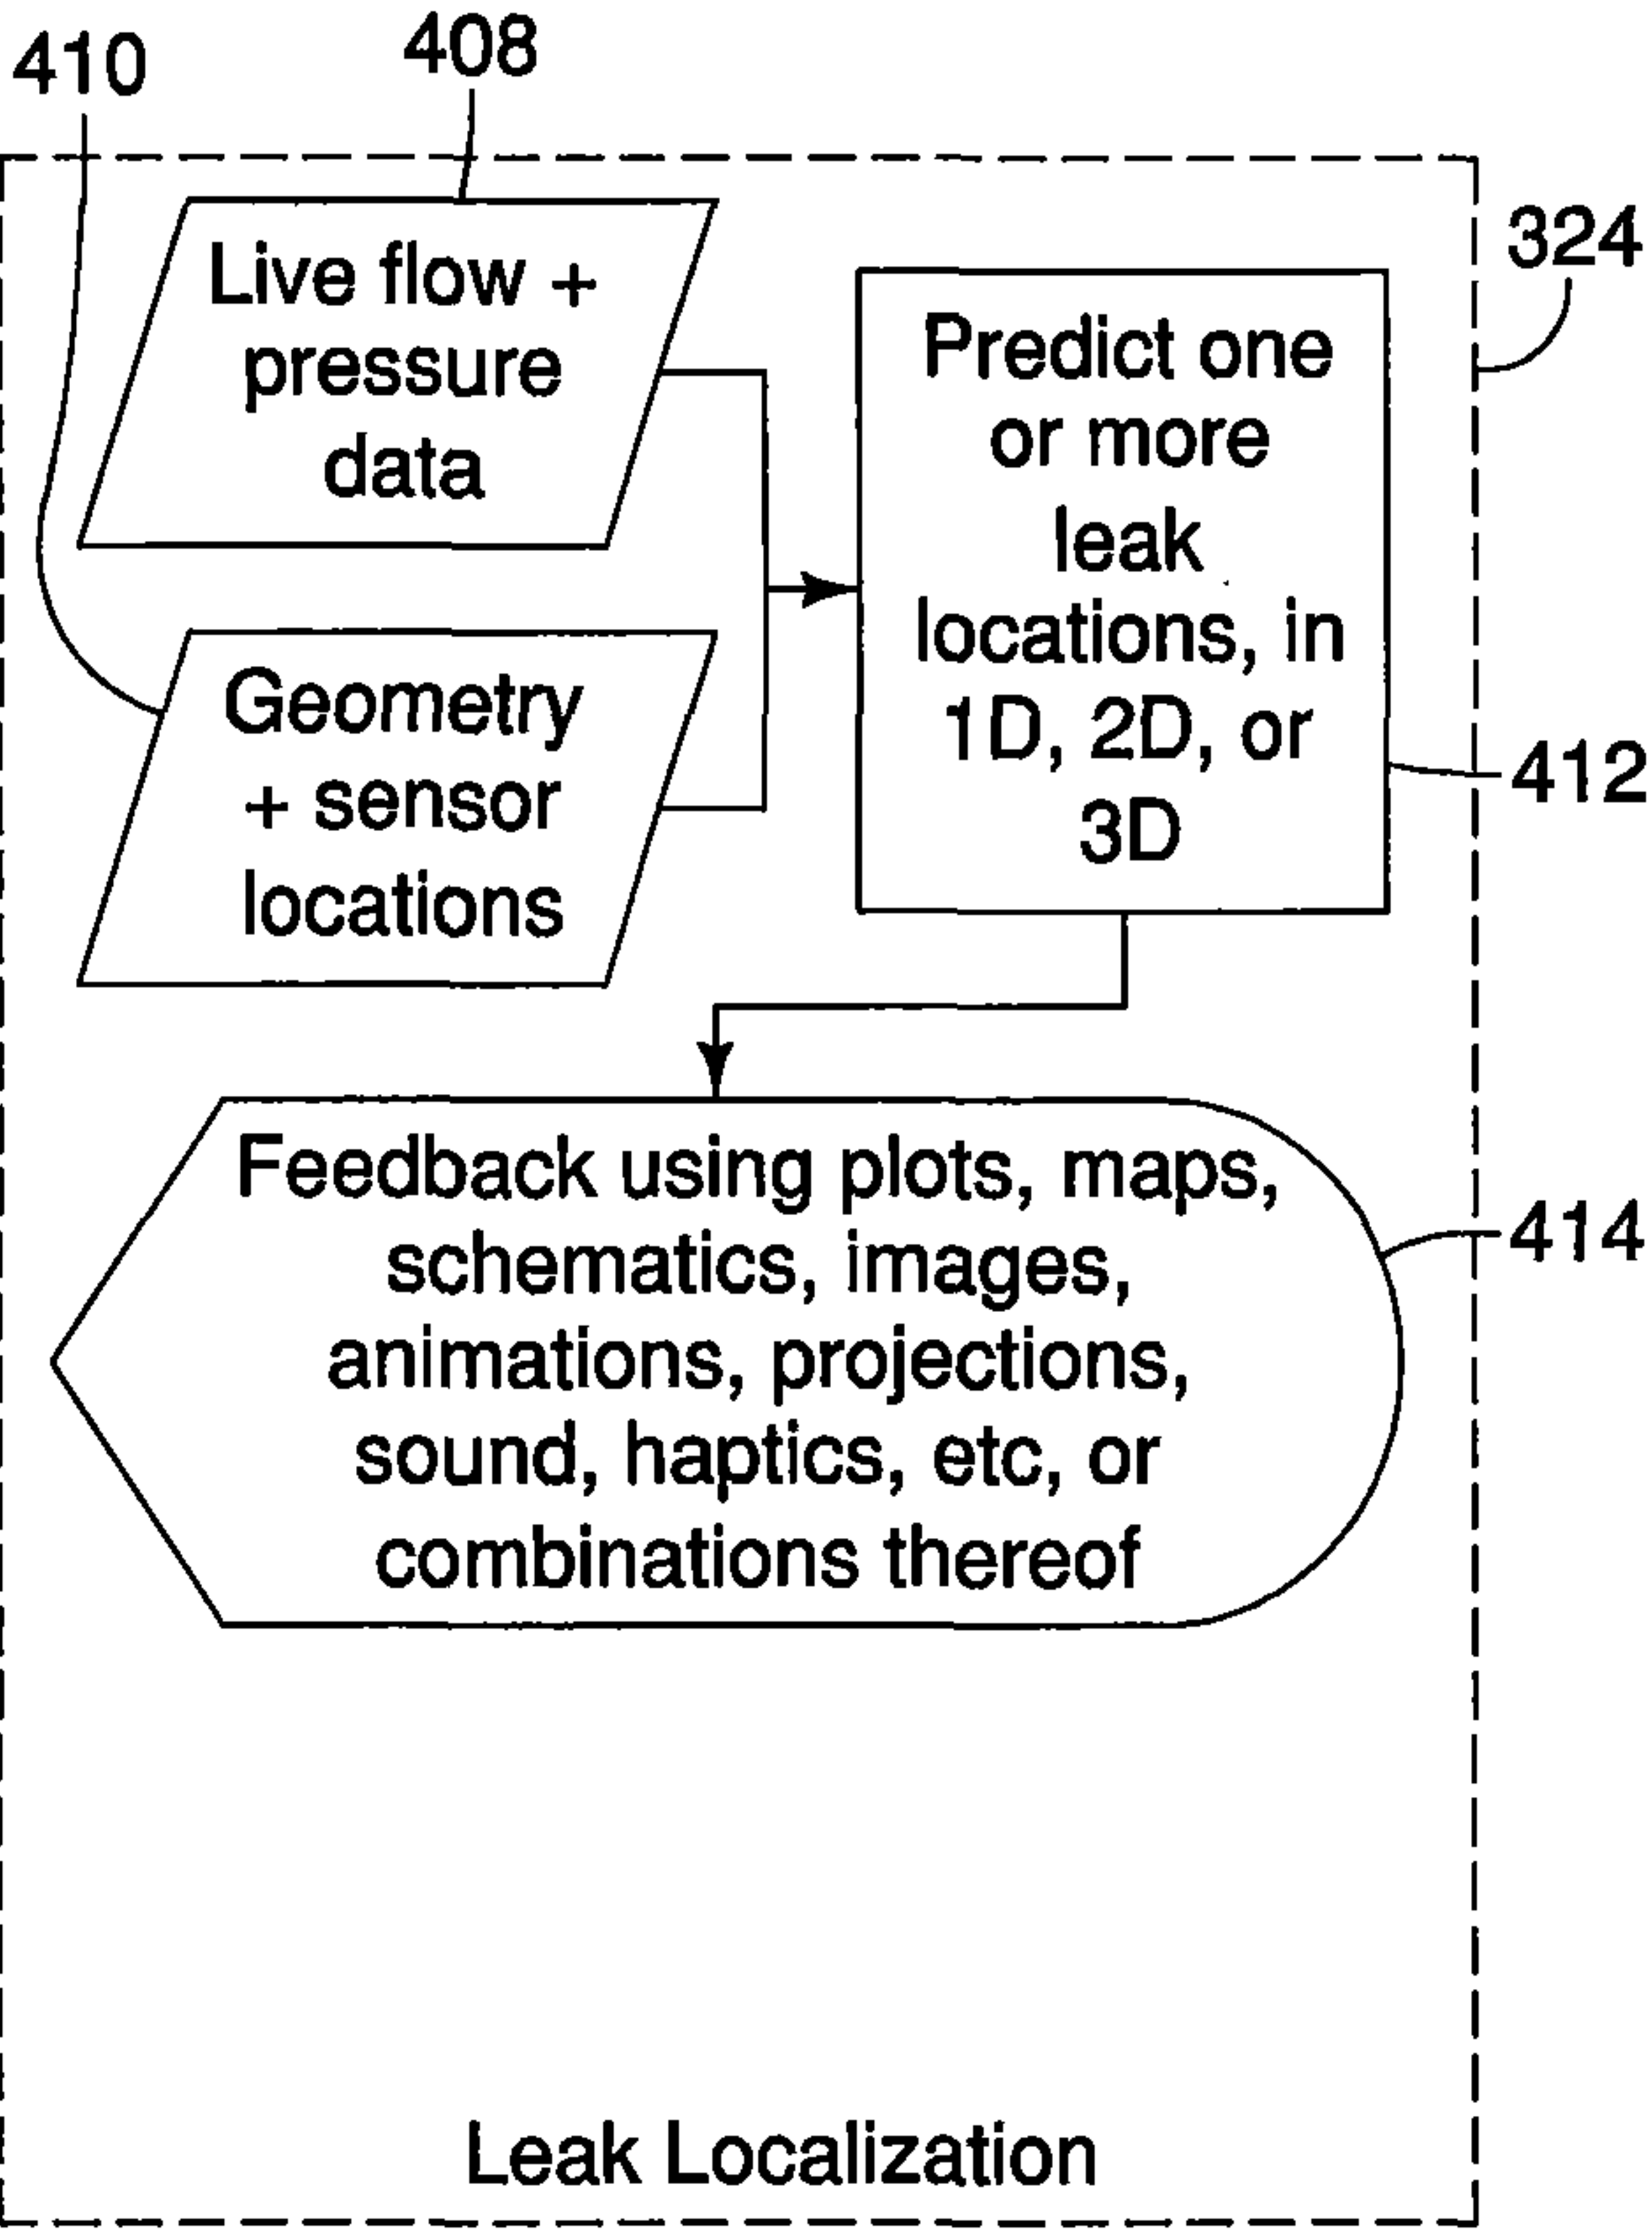 410
408
Live flow +
pressure
data
324
Predict one
or more
leak
locations, in
1D, 2D, or
3D
Geometry
+ sensor
locations
412
Feedback using plots, maps,
schematics, images,
animations, projections,
sound, haptics, etc, or
combinations thereof
414
Leak Localization